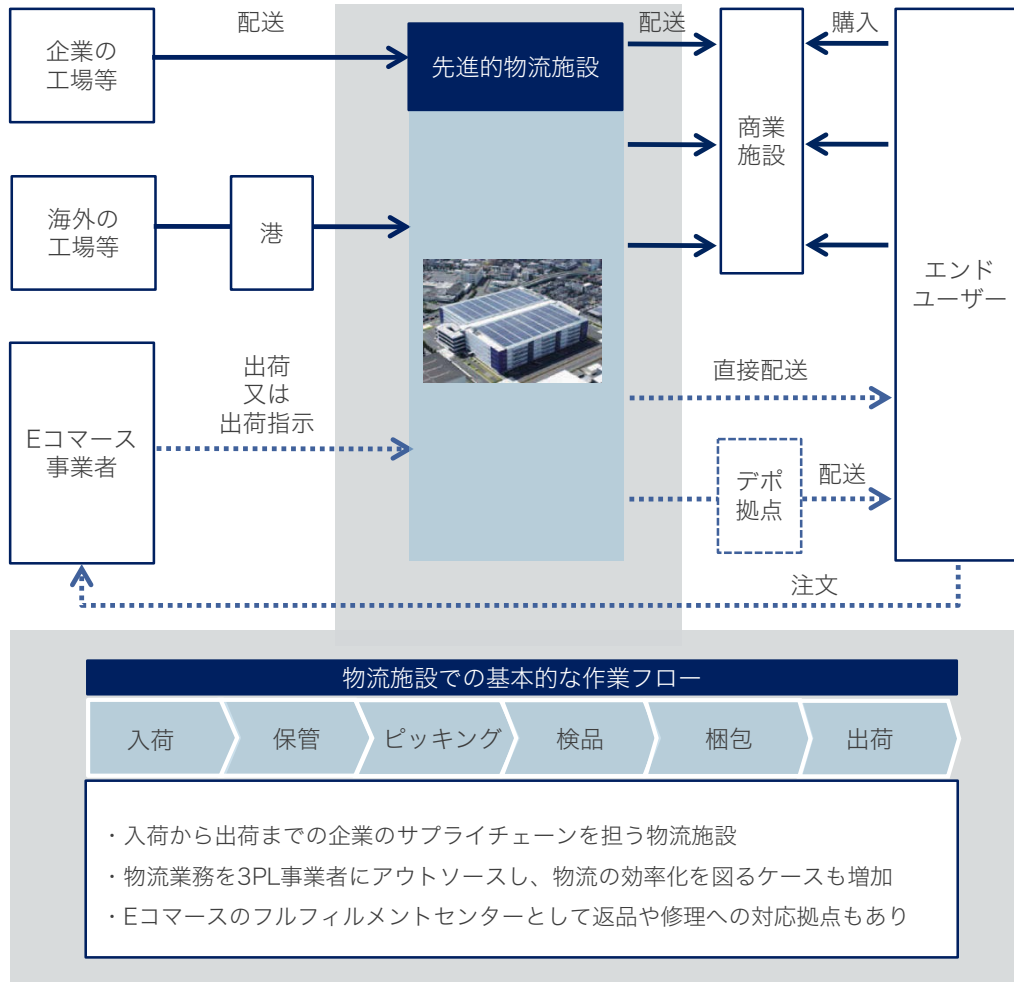 配送
配送
購入
企業の
工場等
先進的物流施設
商業
施設
海外の
工場等
港
エンド
ユーザー
Eコマース
事業者
出荷
又は
出荷指示
直接配送
デポ
拠点
配送
注文
物流施設での基本的な作業フロー
入荷
保管
ピッキング
検品
梱包
出荷
・入荷から出荷までの企業のサプライチェーンを担う物流施設
・物流業務を3PL事業者にアウトソースし、物流の効率化を図るケースも増加
・Eコマースのフルフィルメントセンターとして返品や修理への対応拠点もあり